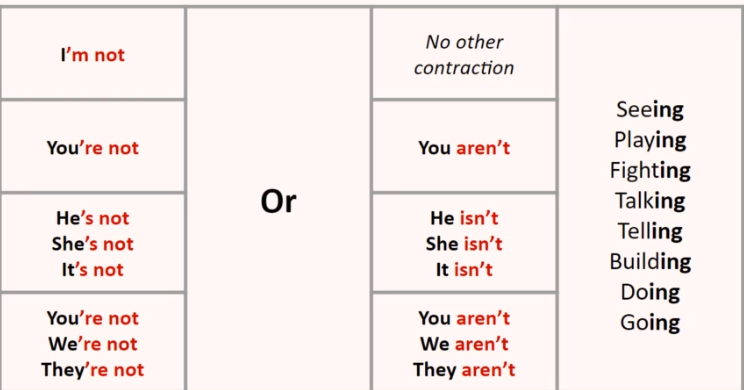 I'm not
You're not
He's not
She's not
It's not
You're not
We're not
They're not
Or
No other
contraction
You aren't
He isn't
She isn't
It isn't
You aren't
We aren't
They aren't
Seeing
Playing
Fighting
Talking
Telling
Building
Doing
Going